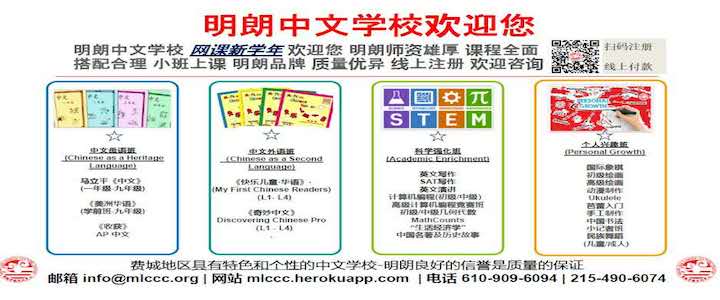 明朗中文学校欢迎您
明朗中文学校 网课新学年 欢迎您 明朗师资雄厚 课程全面
搭配合理 小班上课 明朗品牌 质量优异 线上注册 欢迎咨询
扫码注册
线上付款
中文母语班
(Chinese as a Heritage
Language)
马立平《中文》
(一年级-九年级)
《美洲华语》
(学前班-九年级)
《收获》
AP 中文
中文外语班
(Chinese as a Second
Language)
《快乐儿童-华语》-
(My First Chinese Readers)
(L1- L4)
《奇妙中文》
Discovering Chinese Pro
(L1 - L4)
STEM
科学强化班
(Academic Enrichment)
英文写作
SAT写作
英文演讲
计算机编程(初级/中级)
高级计算机编程竞赛班
初级/中级几何代数
MathCounts
"生活经济学"
中国名著及历史故事
PERSONAL
GROWTH
个人兴趣班
(Personal Growth)
国际象棋
初级绘画
高级绘画
动漫制作
Ukulele
芭蕾入门
手工制作
中国书法
小记者班
民族舞蹈
(儿童/成人)
费城地区具有特色和个性的中文学校-明朗良好的信誉是质量的保证
邮箱 info@mlccc.org | 网站 mlccc.herokuapp.com | 电话 610-909-6094 | 215-490-6074